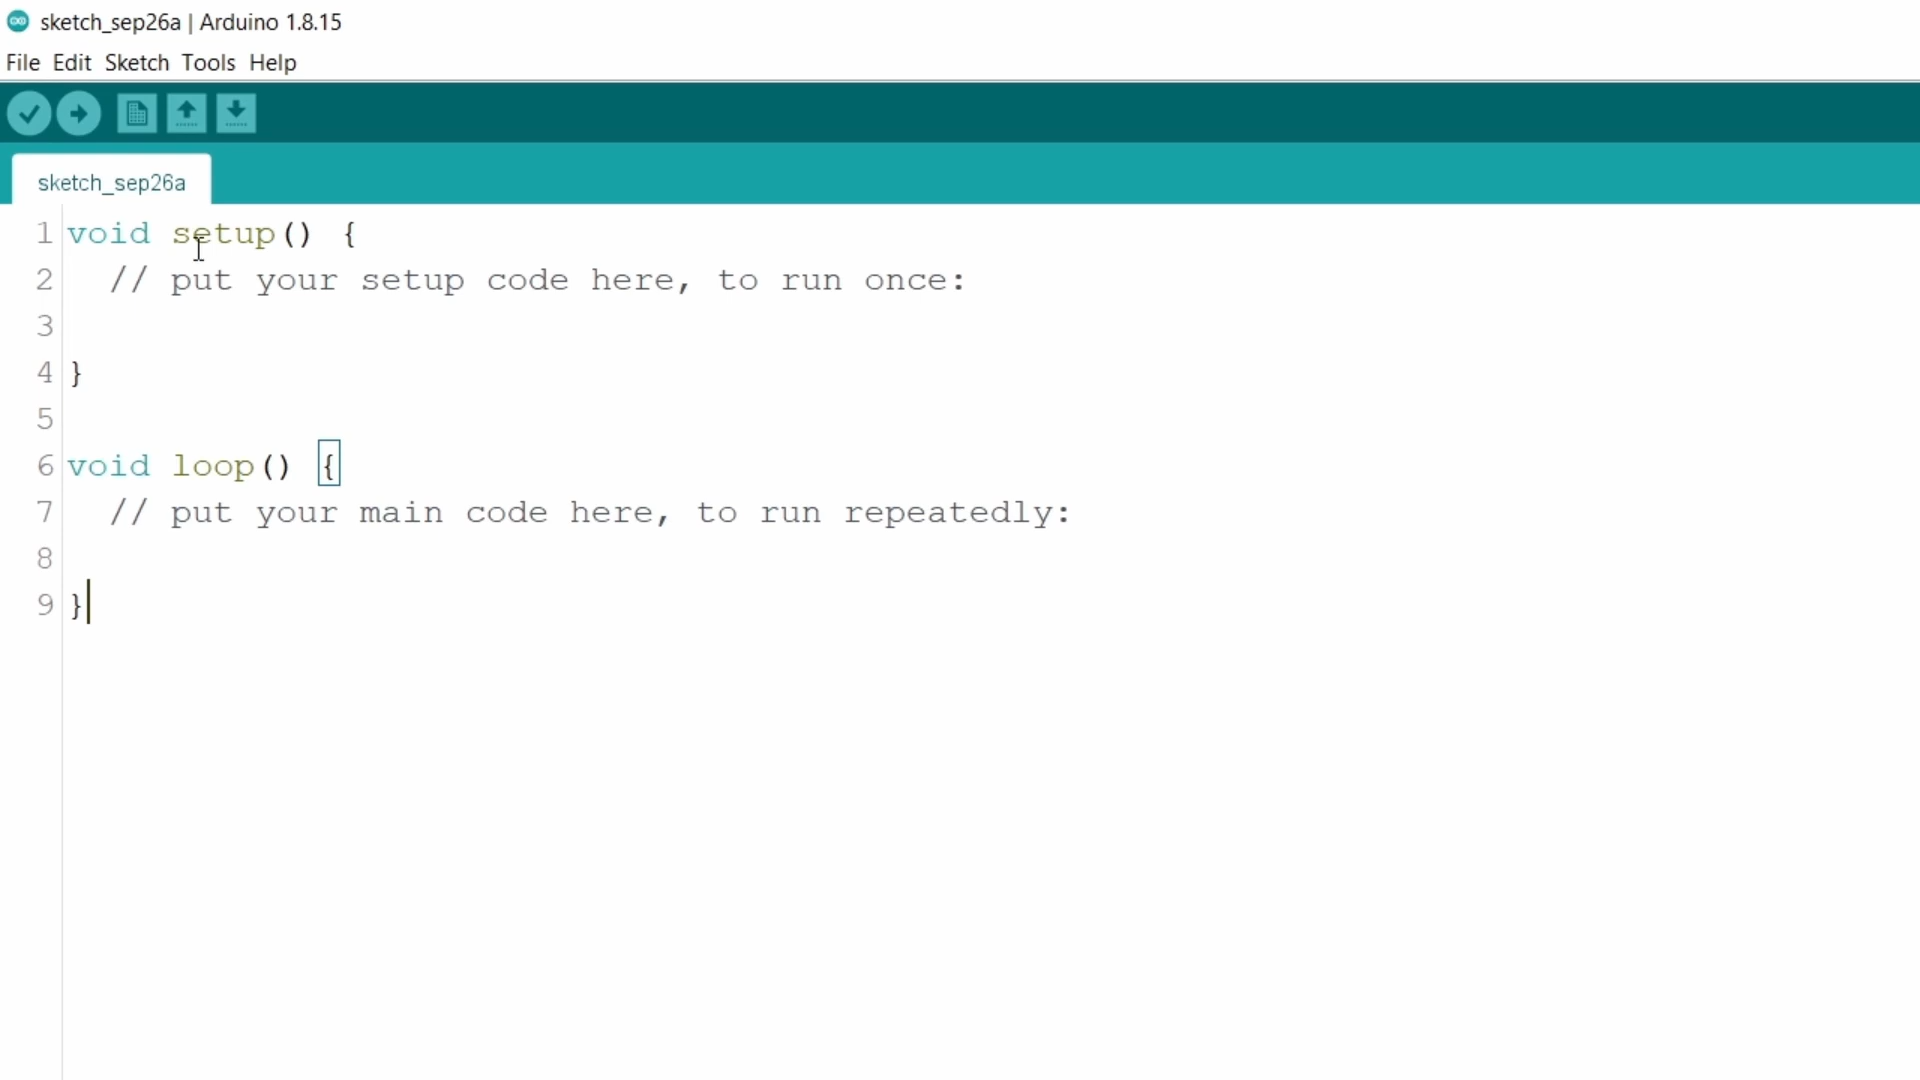 sketch_sep26a | Arduino 1.8.15
File Edit Sketch Tools Help
sketch_sep26a
1 void setup() {
2   // put your setup code here, to run once:
3
4 }
5
6 void loop() {
7   // put your main code here, to run repeatedly:
8
9 }